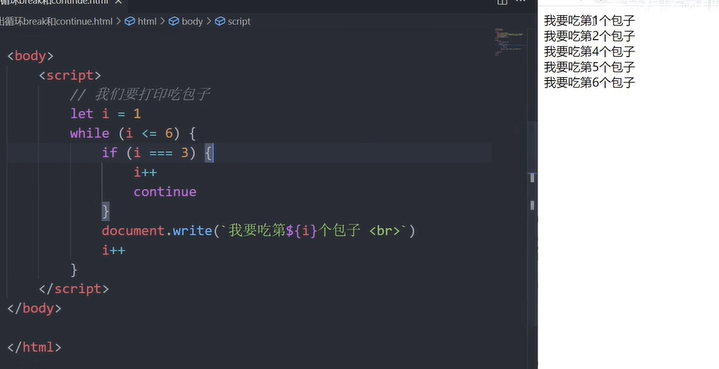 循环break和continue.html
出循环break和continue.html > html > body > script
<body>
<script>
// 我们要打印吃包子
let i = 1
while (i <= 6) {
if (i === 3) {
i++
continue
}
document.write(`我要吃第${i}个包子 <br>`)
i++
}
</script>
</body>
</html>
我要吃第1个包子
我要吃第2个包子
我要吃第4个包子
我要吃第5个包子
我要吃第6个包子